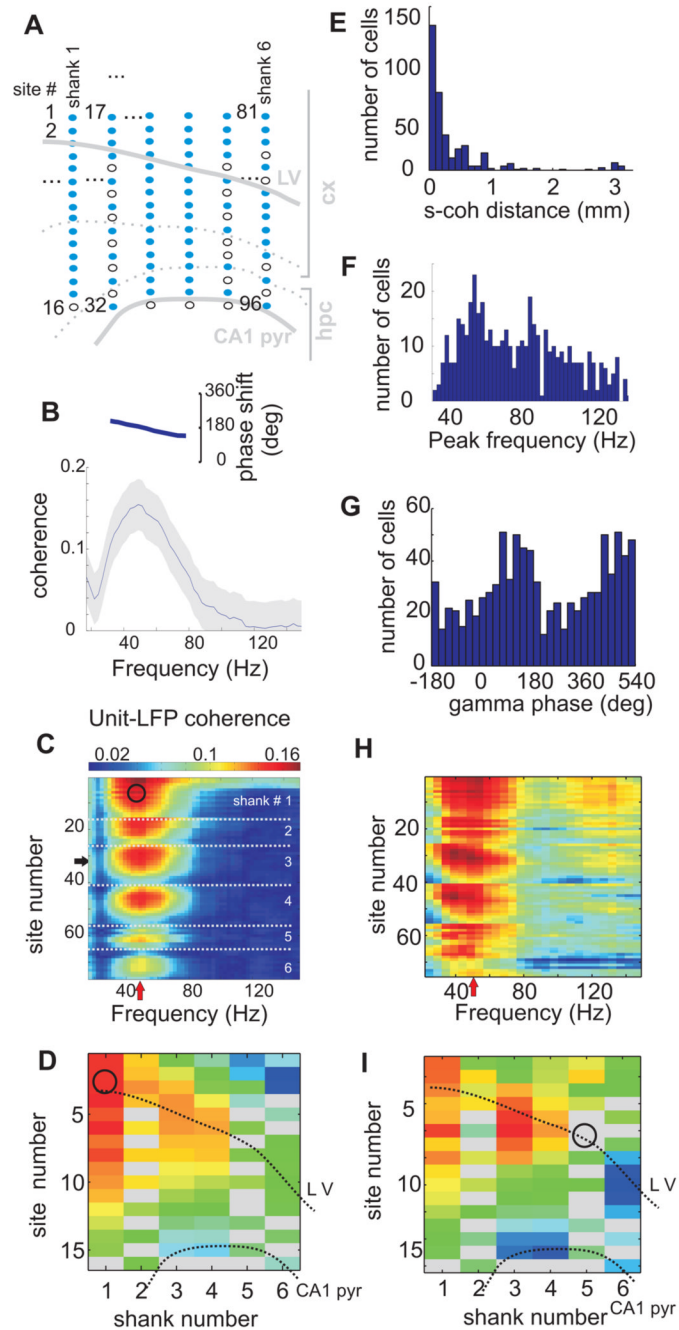 A
site #
shank 1
...
shank 6
1
2
17
...
81
...
...
...
LV
cx
16
32
96
CA1 pyr
hpc
B
360
180
0
phase shift
(deg)
0.2
0.1
0
coherence
40
80
120
Frequency (Hz)
Unit-LFP coherence
C
0.02
0.1
0.16
shank # 1
2
3
4
5
6
20
40
60
site number
40
80
120
Frequency (Hz)
D
5
10
15
site number
L V
CA1 pyr
1
2
3
4
5
6
shank number
E
150
100
50
0
number of cells
0
1
2
3
s-coh distance (mm)
F
20
10
0
number of cells
40
80
120
Peak frequency (Hz)
G
60
40
20
0
number of cells
-180
0
180
360
540
gamma phase (deg)
H
20
40
60
site number
40
80
120
Frequency (Hz)
I
5
10
15
site number
L V
CA1 pyr
1
2
3
4
5
6
shank number